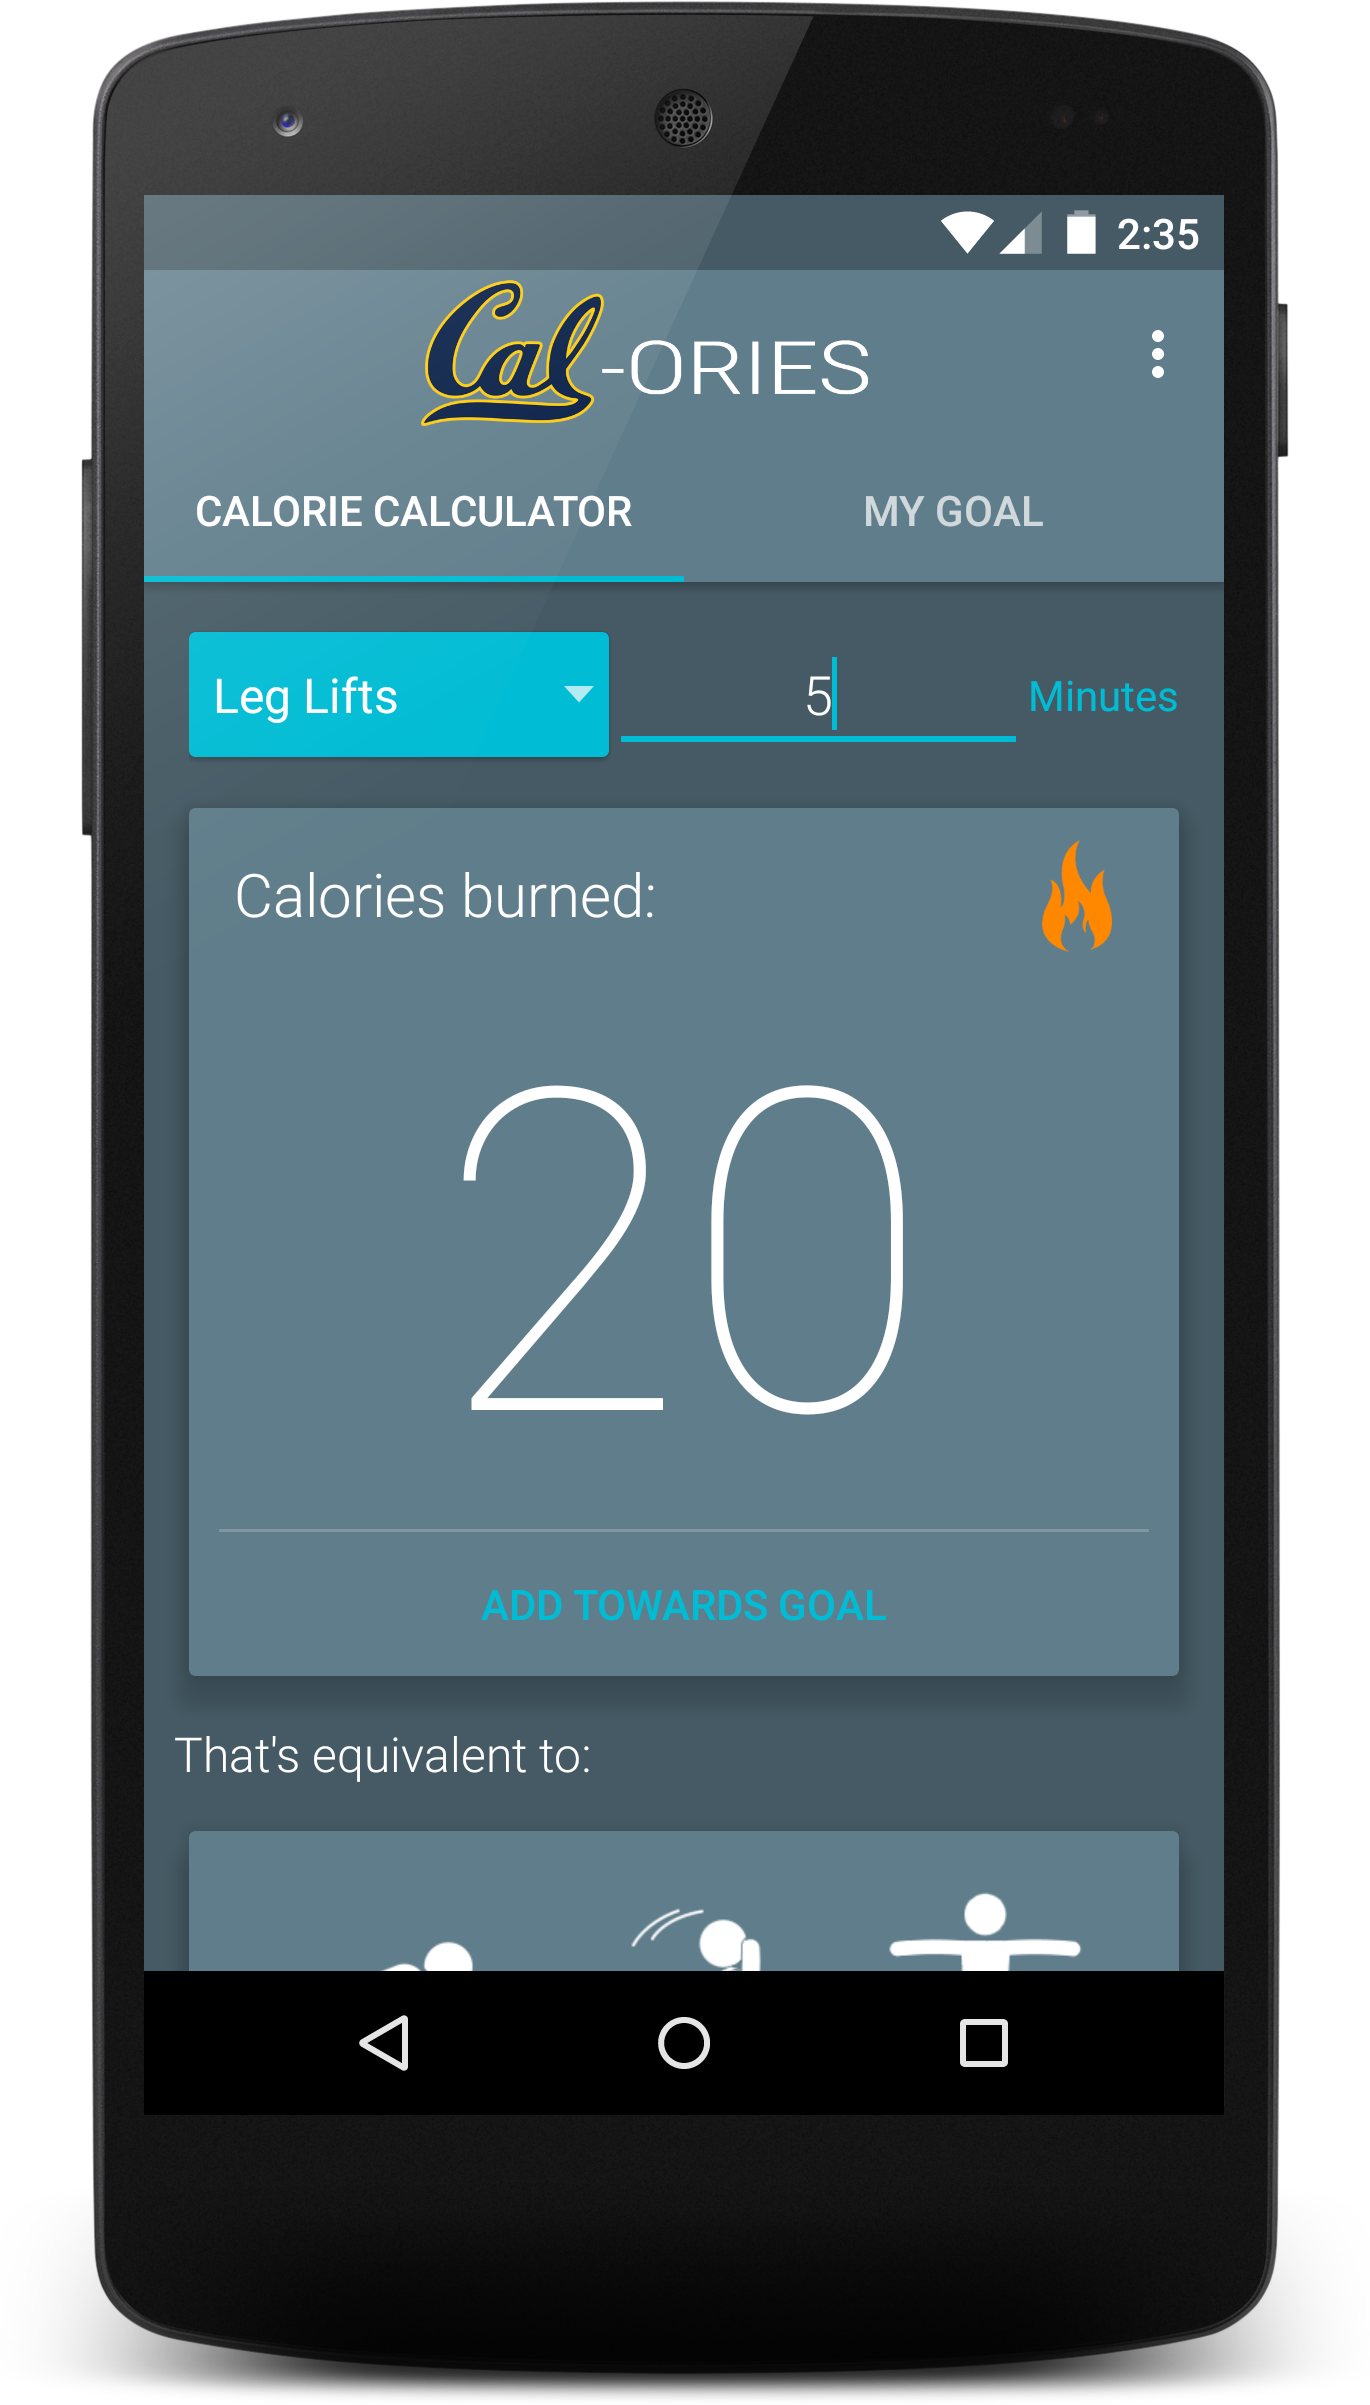 2:35
Cal-ORIES
CALORIE CALCULATOR MY GOAL
Leg Lifts 5 Minutes
Calories burned:
20
ADD TOWARDS GOAL
That's equivalent to: